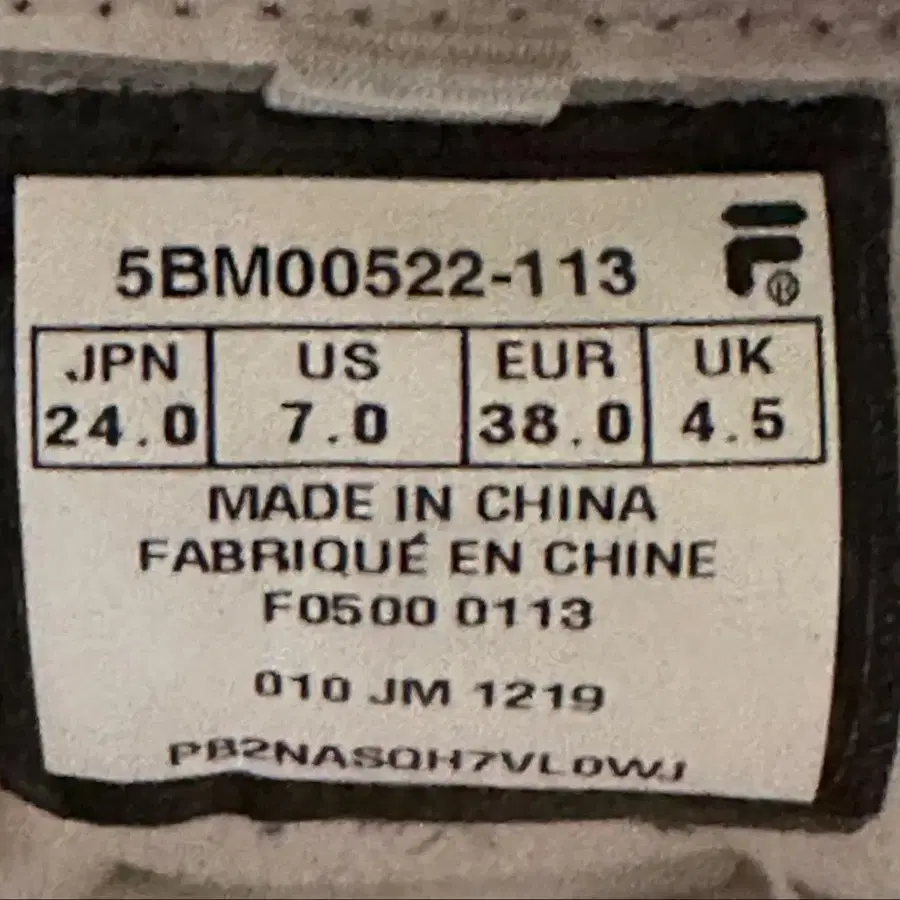 5BM00522-113
JPN US EUR UK
24.0 7.0 38.0 4.5
MADE IN CHINA
FABRIQUÉ EN CHINE
F0500 0113
010 JM 1219
PB2NASQH7VL0WJ